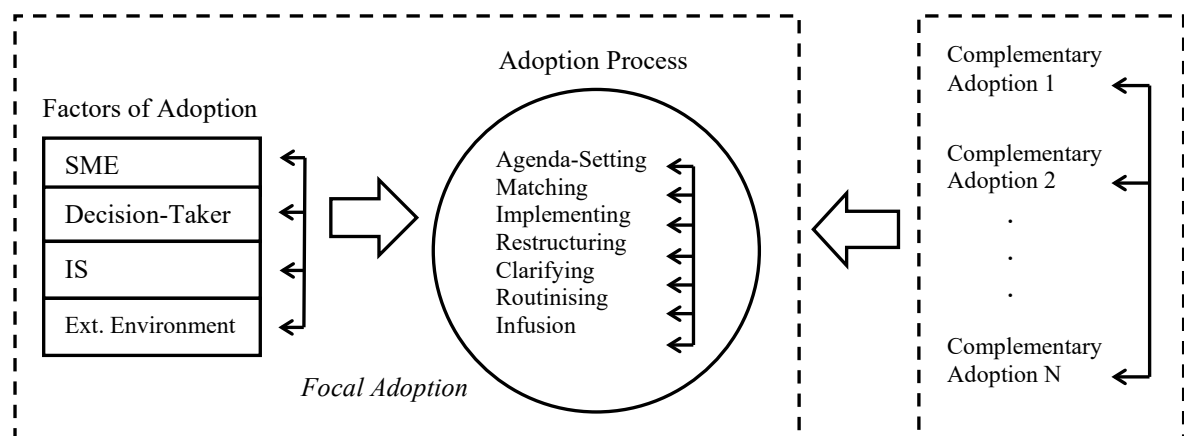 Factors of Adoption
SME
Decision-Taker
IS
Ext. Environment
Focal Adoption
Adoption Process
Agenda-Setting
Matching
Implementing
Restructuring
Clarifying
Routinising
Infusion
Complementary
Adoption 1
Complementary
Adoption 2
.
.
.
Complementary
Adoption N